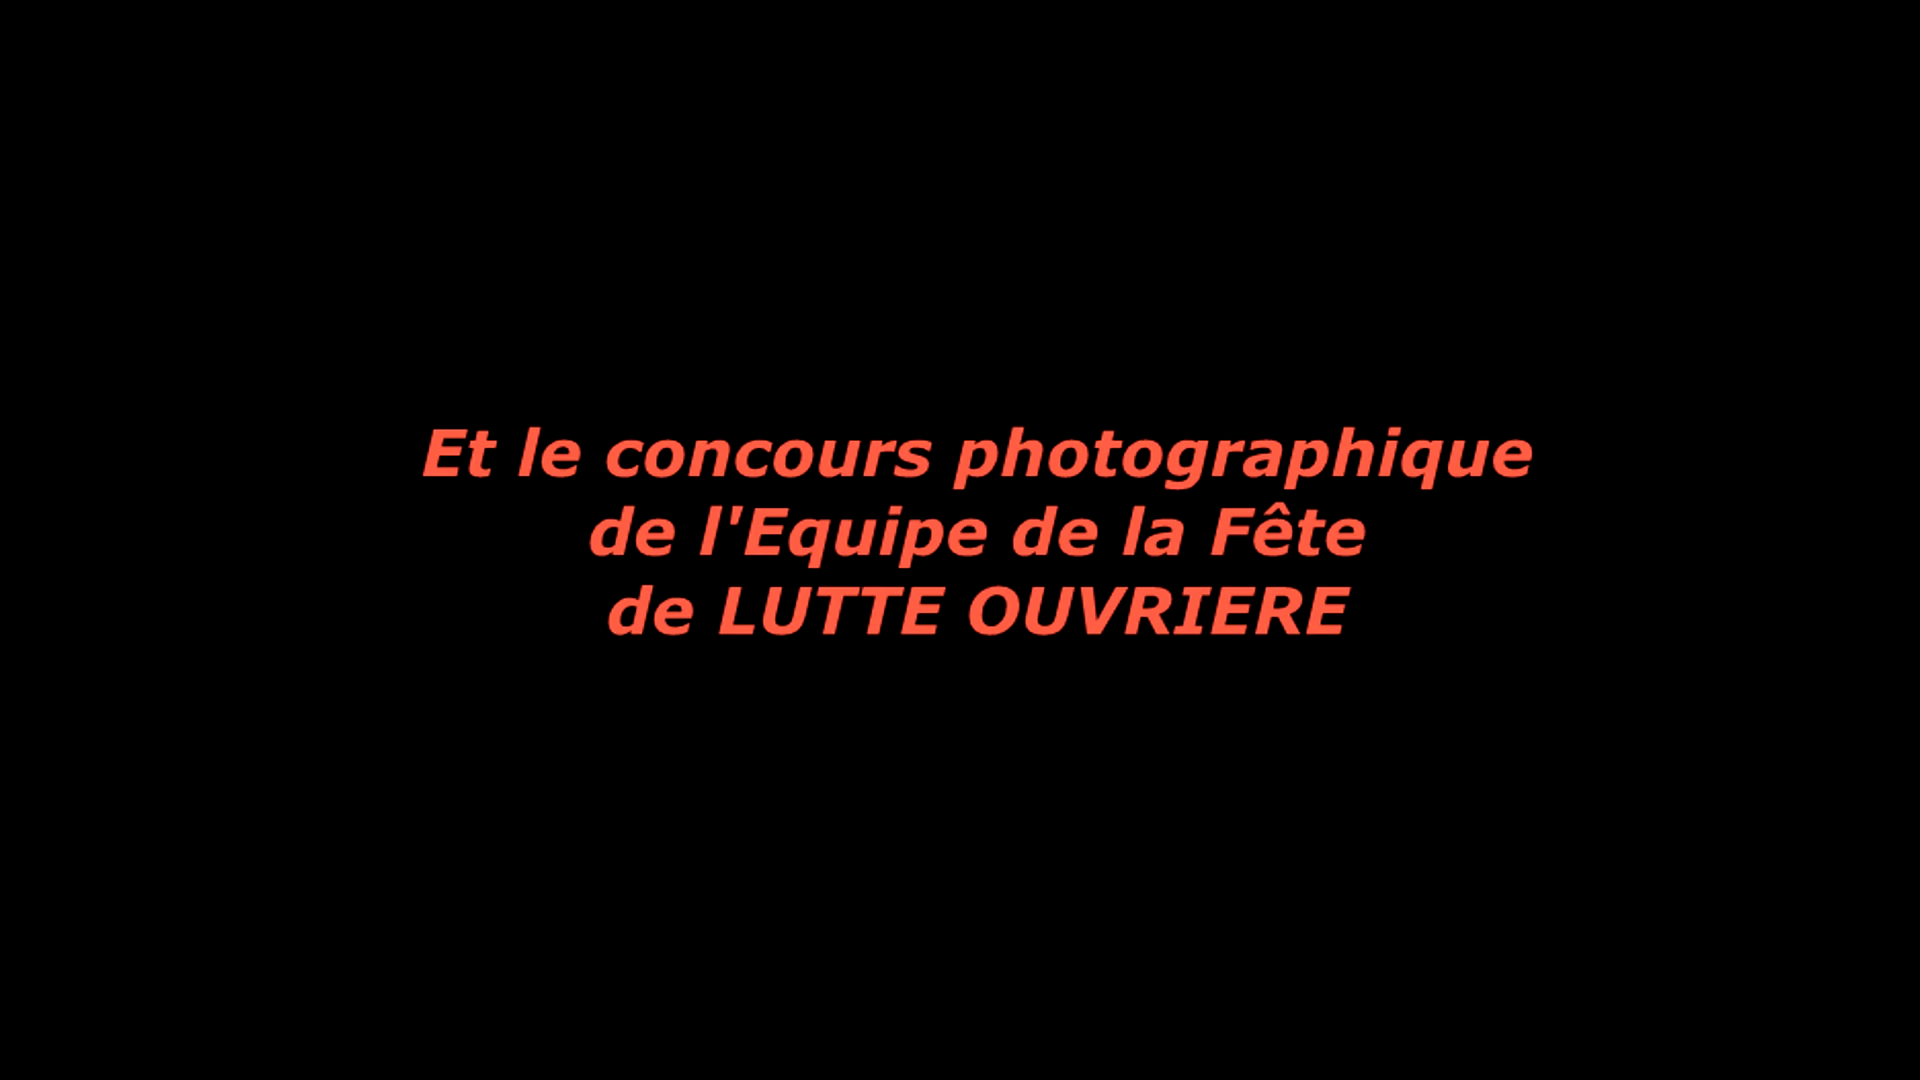 Et le concours photographique
de l'Equipe de la Fête
de LUTTE OUVRIERE